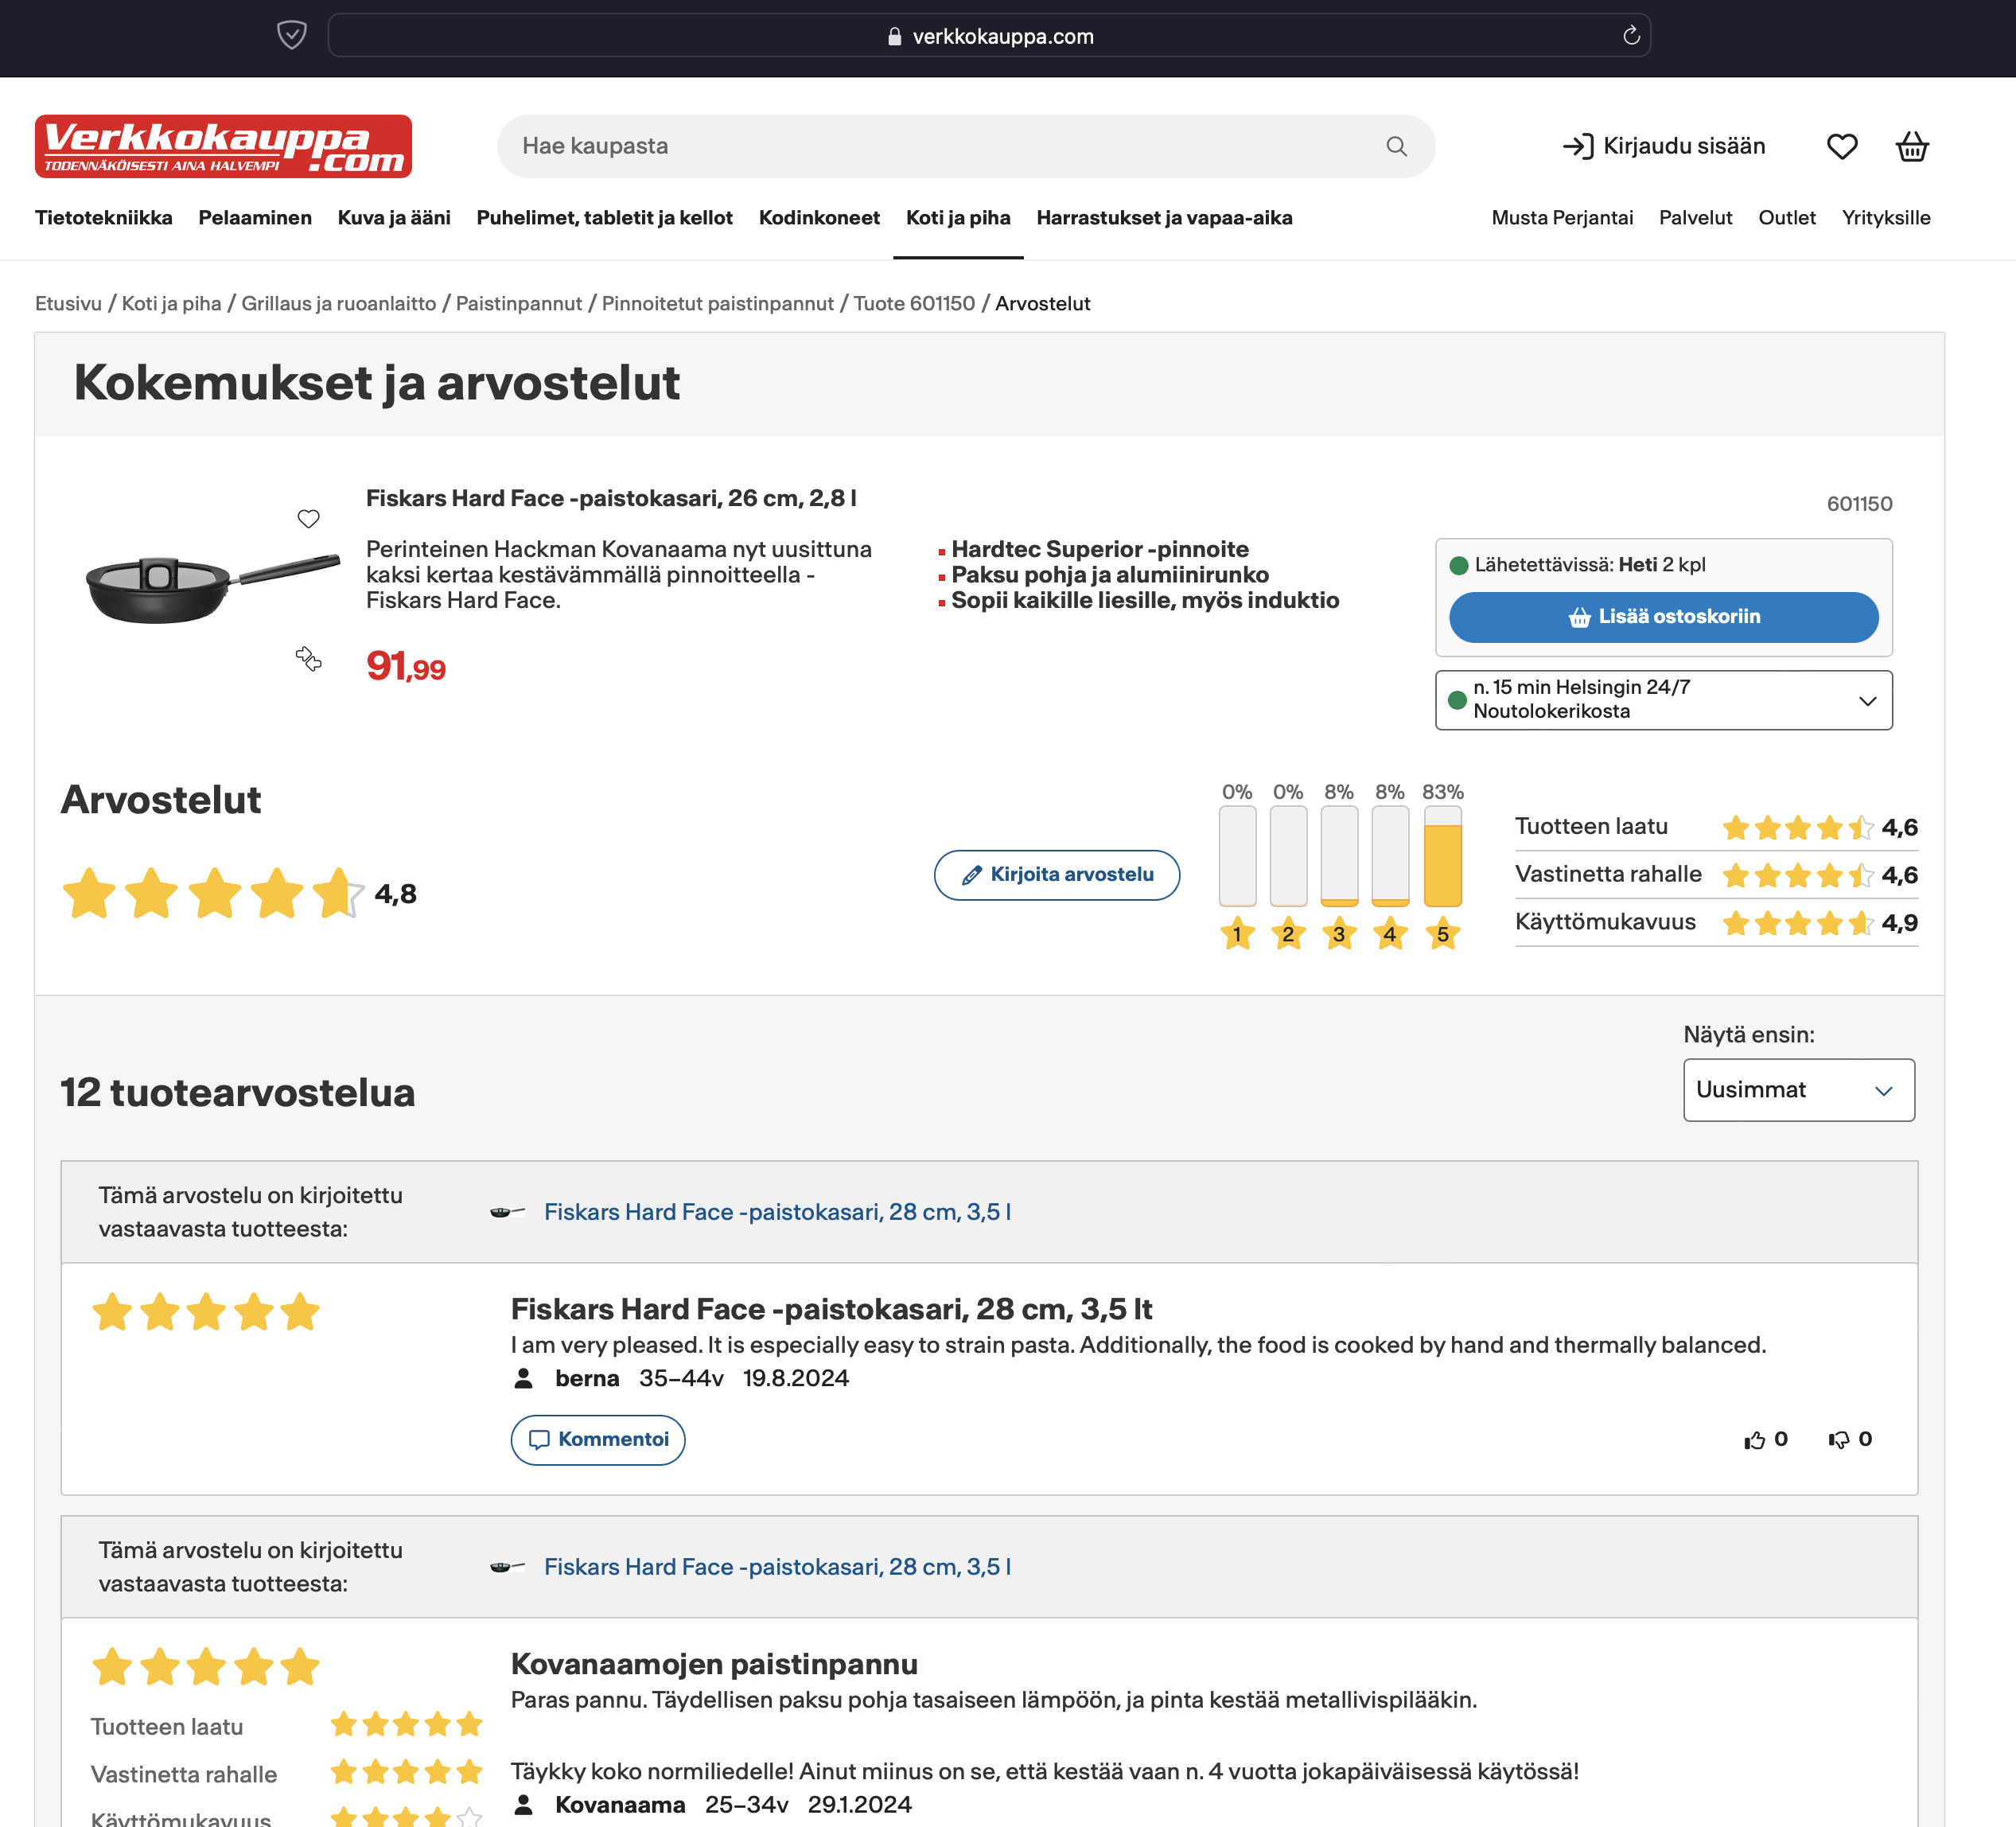 verkkokauppa.com
Verkkokauppa.com
TODENNÄKÖISESTI AINA HALVEMPI
Hae kaupasta
Kirjaudu sisään
Tietotekniikka Pelaaminen Kuva ja ääni Puhelimet, tabletit ja kellot Kodinkoneet Koti ja piha Harrastukset ja vapaa-aika Musta Perjantai Palvelut Outlet Yrityksille
Etusivu / Koti ja piha / Grillaus ja ruoanlaitto / Paistinpannut / Pinnoitetut paistinpannut / Tuote 601150 / Arvostelut
Kokemukset ja arvostelut
Fiskars Hard Face -paistokasari, 26 cm, 2,8 l
601150
Perinteinen Hackman Kovanaama nyt uusittuna
kaksi kertaa kestävämmällä pinnoitteella -
Fiskars Hard Face.
91,99
Hardtec Superior -pinnoite
Paksu pohja ja alumiinirunko
Sopii kaikille liesille, myös induktio
Lähetettävissä: Heti 2 kpl
Lisää ostoskoriin
n. 15 min Helsingin 24/7
Noutolokerikosta
Arvostelut
4,8
Kirjoita arvostelu
0% 0% 8% 8% 83%
1 2 3 4 5
Tuotteen laatu 4,6
Vastinetta rahalle 4,6
Käyttömukavuus 4,9
Näytä ensin:
Uusimmat
12 tuotearvostelua
Tämä arvostelu on kirjoitettu
vastaavasta tuotteesta:
Fiskars Hard Face -paistokasari, 28 cm, 3,5 l
Fiskars Hard Face -paistokasari, 28 cm, 3,5 lt
I am very pleased. It is especially easy to strain pasta. Additionally, the food is cooked by hand and thermally balanced.
berna 35–44v 19.8.2024
Kommentoi
0 0
Tämä arvostelu on kirjoitettu
vastaavasta tuotteesta:
Fiskars Hard Face -paistokasari, 28 cm, 3,5 l
Kovanaamojen paistinpannu
Paras pannu. Täydellisen paksu pohja tasaiseen lämpöön, ja pinta kestää metallivispilääkin.
Tuotteen laatu
Vastinetta rahalle
Täykky koko normiliedelle! Ainut miinus on se, että kestää vaan n. 4 vuotta jokapäiväisessä käytössä!
Kovanaama 25–34v 29.1.2024
Käyttömukavuus